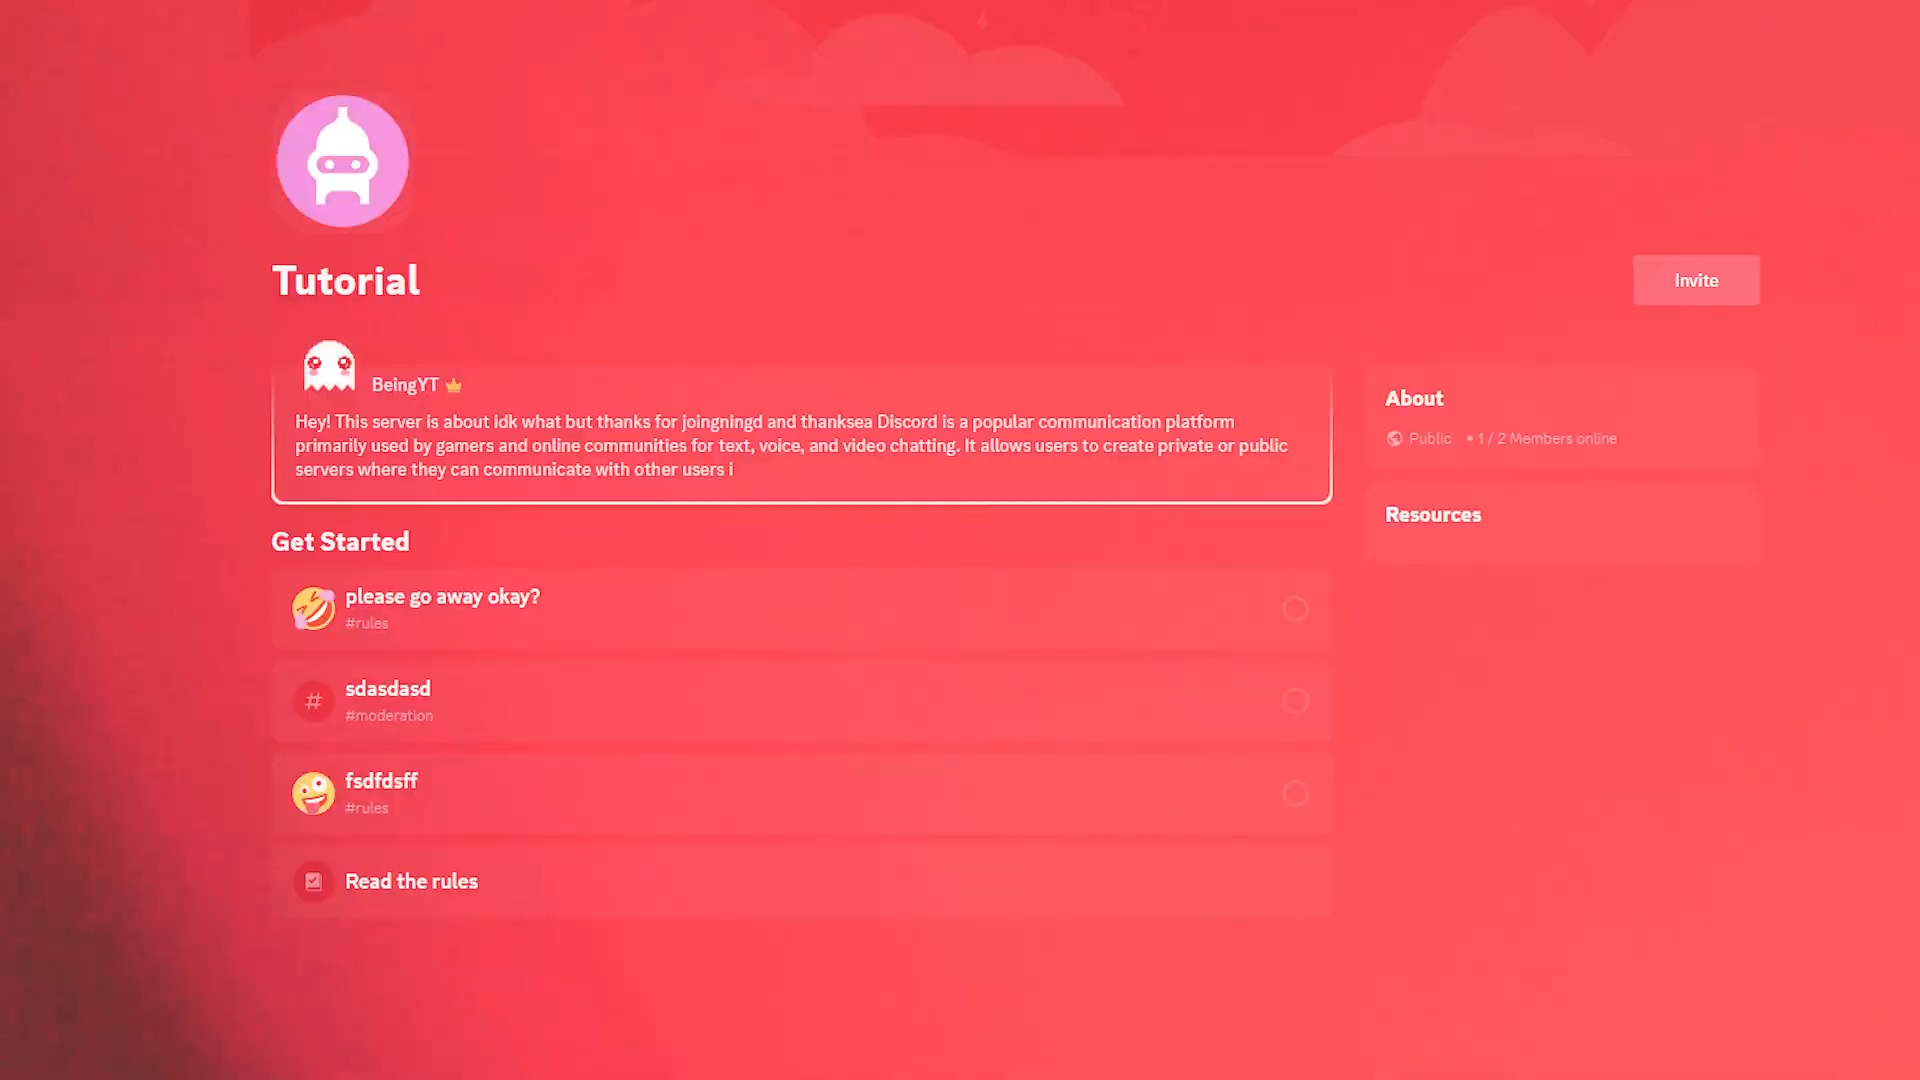 Tutorial
Invite
BeingYT
Hey! This server is about idk what but thanks for joingningd and thanksea Discord is a popular communication platform
primarily used by gamers and online communities for text, voice, and video chatting. It allows users to create private or public
servers where they can communicate with other users i
About
Public • 1 / 2 Members online
Resources
Get Started
please go away okay?
#rules
sdasdasd
#moderation
fsdfdsff
#rules
Read the rules